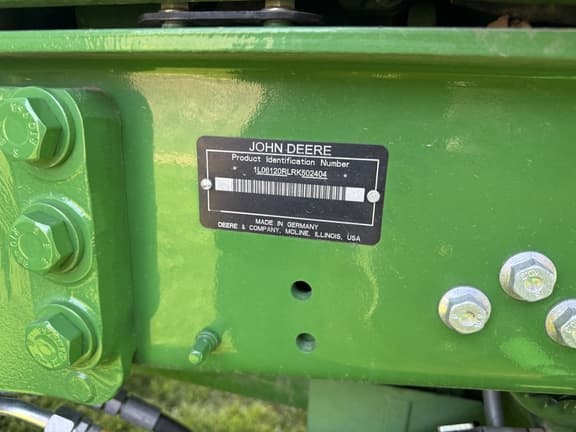 JOHN DEERE
Product Identification Number
1L06120RLRK502404
MADE IN GERMANY
DEERE & COMPANY, MOLINE, ILLINOIS, USA